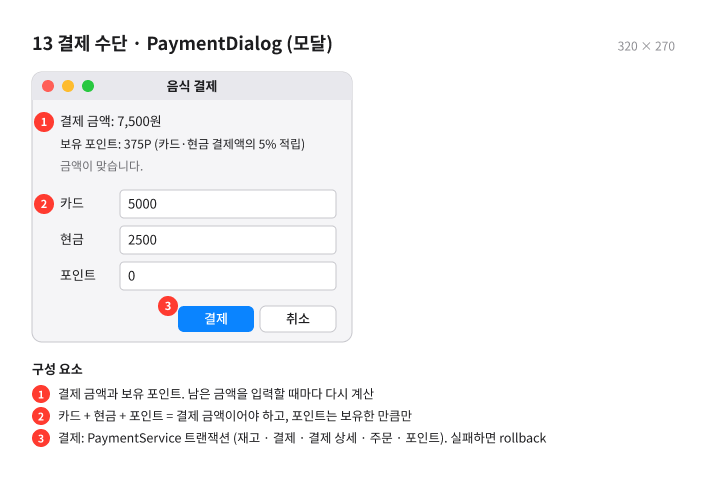 13 결제 수단 · PaymentDialog (모달)
320 × 270
음식 결제
1 결제 금액: 7,500원
보유 포인트: 375P (카드·현금 결제액의 5% 적립)
금액이 맞습니다.
2 카드 5000
현금 2500
포인트 0
3 결제 취소
구성 요소
1 결제 금액과 보유 포인트. 남은 금액을 입력할 때마다 다시 계산
2 카드 + 현금 + 포인트 = 결제 금액이어야 하고, 포인트는 보유한 만큼만
3 결제: PaymentService 트랜잭션 (재고 · 결제 · 결제 상세 · 주문 · 포인트). 실패하면 rollback